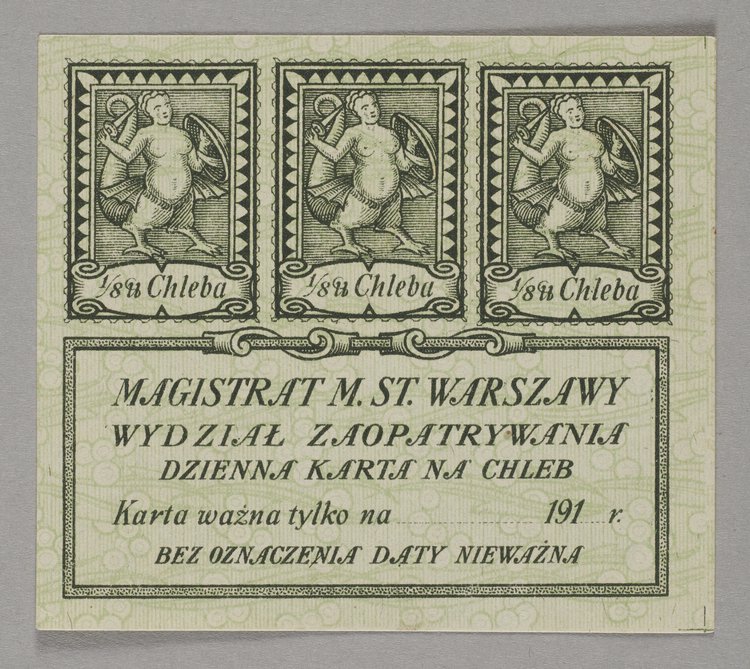 1/8 ℔ Chleba
1/8 ℔ Chleba
1/8 ℔ Chleba
MAGISTRAT M. ST. WARSZAWY
WYDZIAŁ ZAOPATRYWANIA
DZIENNA KARTA NA CHLEB
Karta ważna tylko na 191 r.
BEZ OZNACZENIA DATY NIEWAŻNA